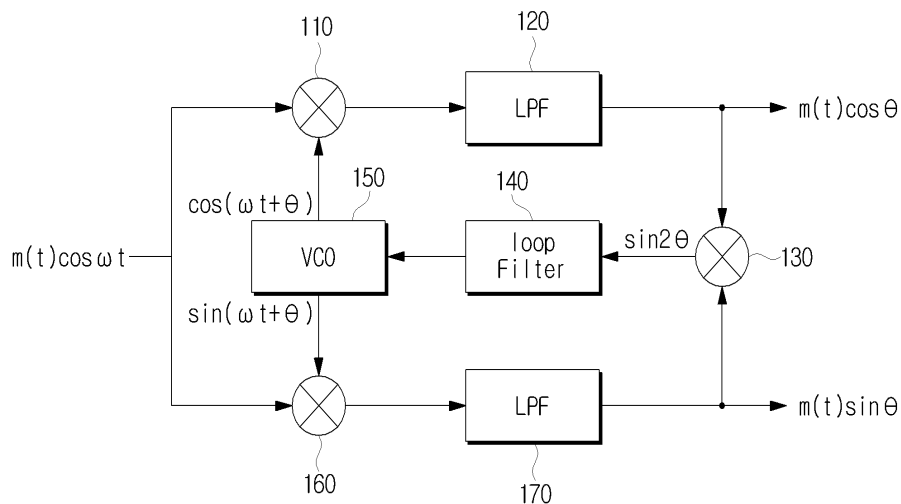 110
120
LPF
m(t)cosθ
cos(ωt+θ)
150
140
m(t)cosωt
VCO
loop
Filter
sin2θ
130
sin(ωt+θ)
LPF
m(t)sinθ
160
170